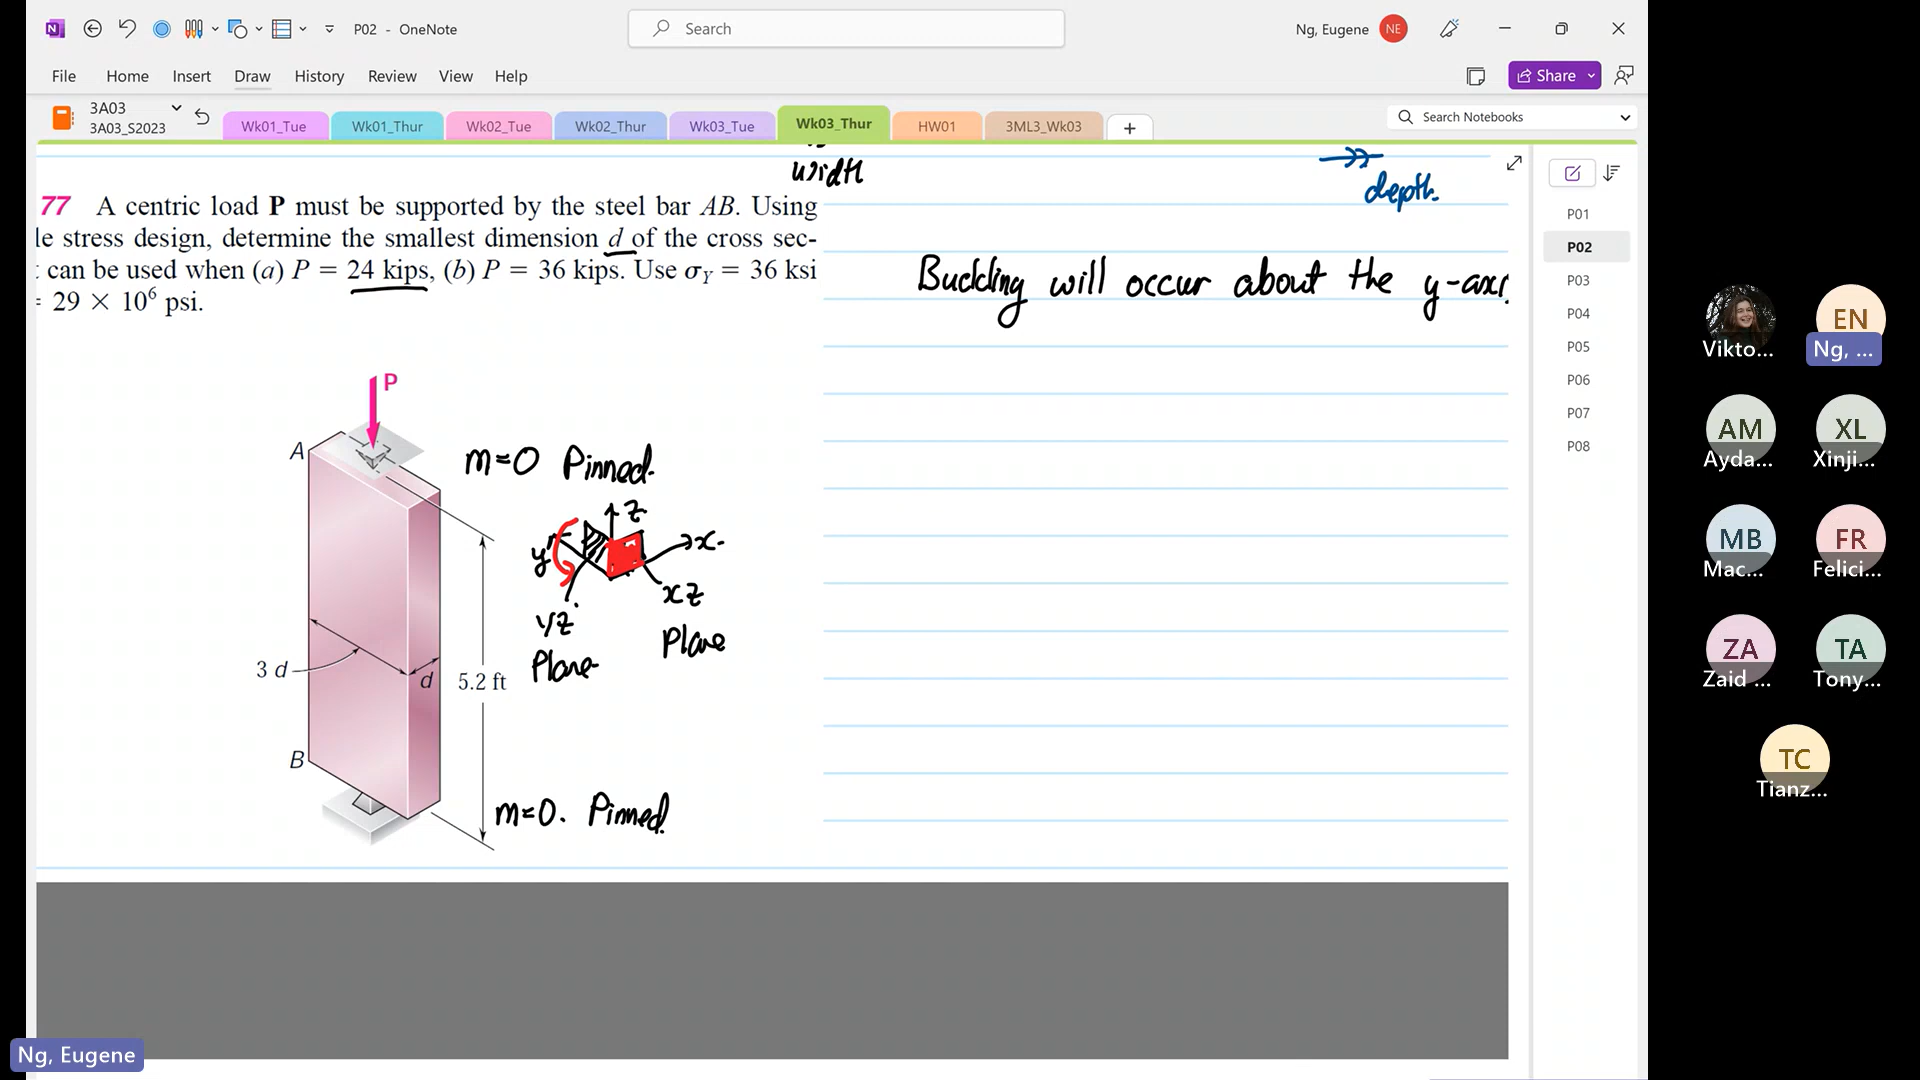 P02 - OneNote
Search
Ng, Eugene
NE
File
Home
Insert
Draw
History
Review
View
Help
Share
3A03
3A03_S2023
Wk01_Tue
Wk01_Thur
Wk02_Tue
Wk02_Thur
Wk03_Tue
Wk03_Thur
HW01
3ML3_Wk03
+
Search Notebooks
width
depth.
77 A centric load P must be supported by the steel bar AB. Using
le stress design, determine the smallest dimension d of the cross sec-
can be used when (a) P = 24 kips, (b) P = 36 kips. Use σY = 36 ksi
= 29 × 10⁶ psi.
Buckling will occur about the y-axi
P
A
m=0 Pinned.
z
y
x
yz
Plane
xz
Plane
3 d
d
5.2 ft
B
m=0. Pinned.
P01
P02
P03
P04
P05
P06
P07
P08
Vikto...
EN
Ng, ...
AM
Ayda...
XL
Xinji...
MB
Mac...
FR
Felici...
ZA
Zaid ...
TA
Tony...
TC
Tianz...
Ng, Eugene